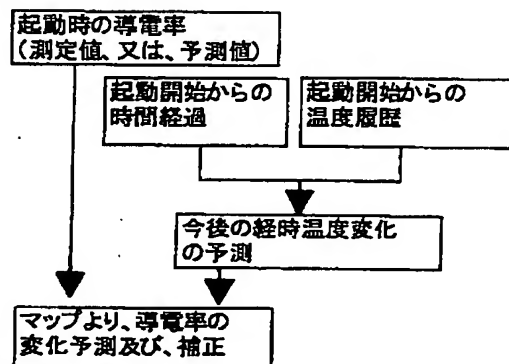 起動時の導電率
(測定値、又は、予測値)
起動開始からの
時間経過
起動開始からの
温度履歴
今後の経時温度変化
の予測
マップより、導電率の
変化予測及び、補正